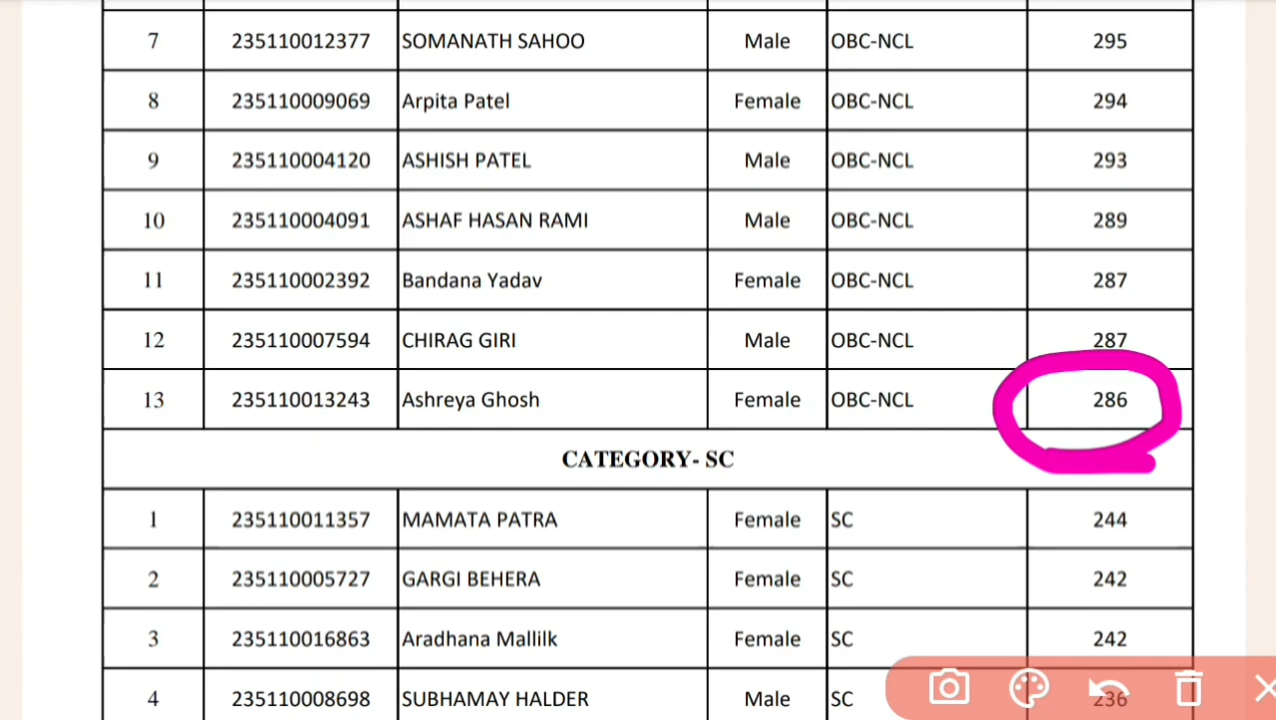 7 235110012377 SOMANATH SAHOO Male OBC-NCL 295
8 235110009069 Arpita Patel Female OBC-NCL 294
9 235110004120 ASHISH PATEL Male OBC-NCL 293
10 235110004091 ASHAF HASAN RAMI Male OBC-NCL 289
11 235110002392 Bandana Yadav Female OBC-NCL 287
12 235110007594 CHIRAG GIRI Male OBC-NCL 287
13 235110013243 Ashreya Ghosh Female OBC-NCL 286
CATEGORY- SC
1 235110011357 MAMATA PATRA Female SC 244
2 235110005727 GARGI BEHERA Female SC 242
3 235110016863 Aradhana Mallilk Female SC 242
4 235110008698 SUBHAMAY HALDER Male SC 236